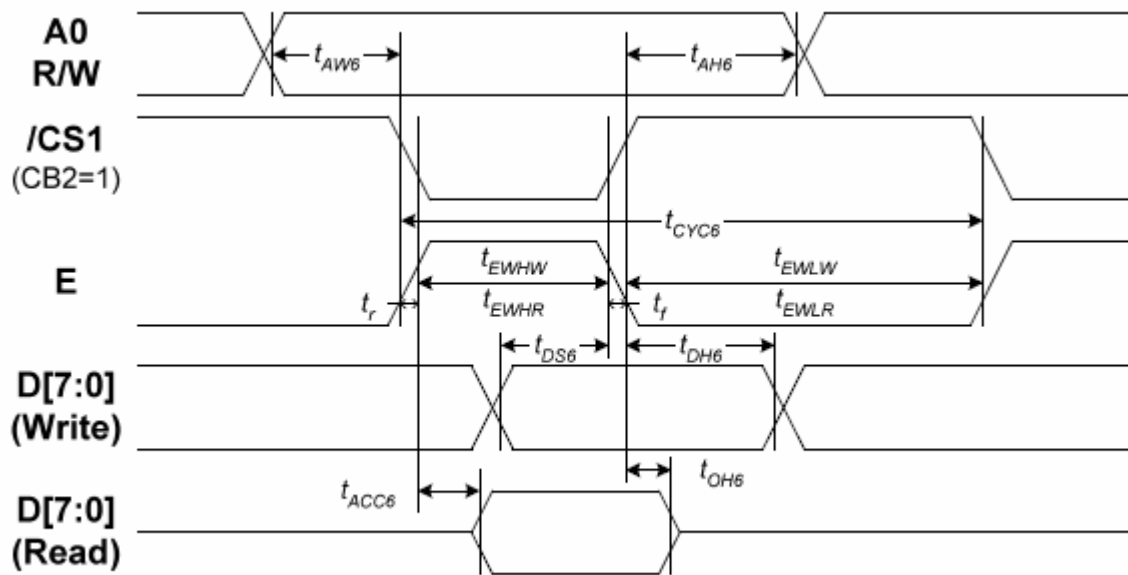 A0
R/W
tAW6
tAH6
/CS1
(CB2=1)
tCYC6
E
tEWHW
tEWLW
tr
tEWHR
tf
tEWLR
tDS6
tDH6
D[7:0]
(Write)
tACC6
tOH6
D[7:0]
(Read)